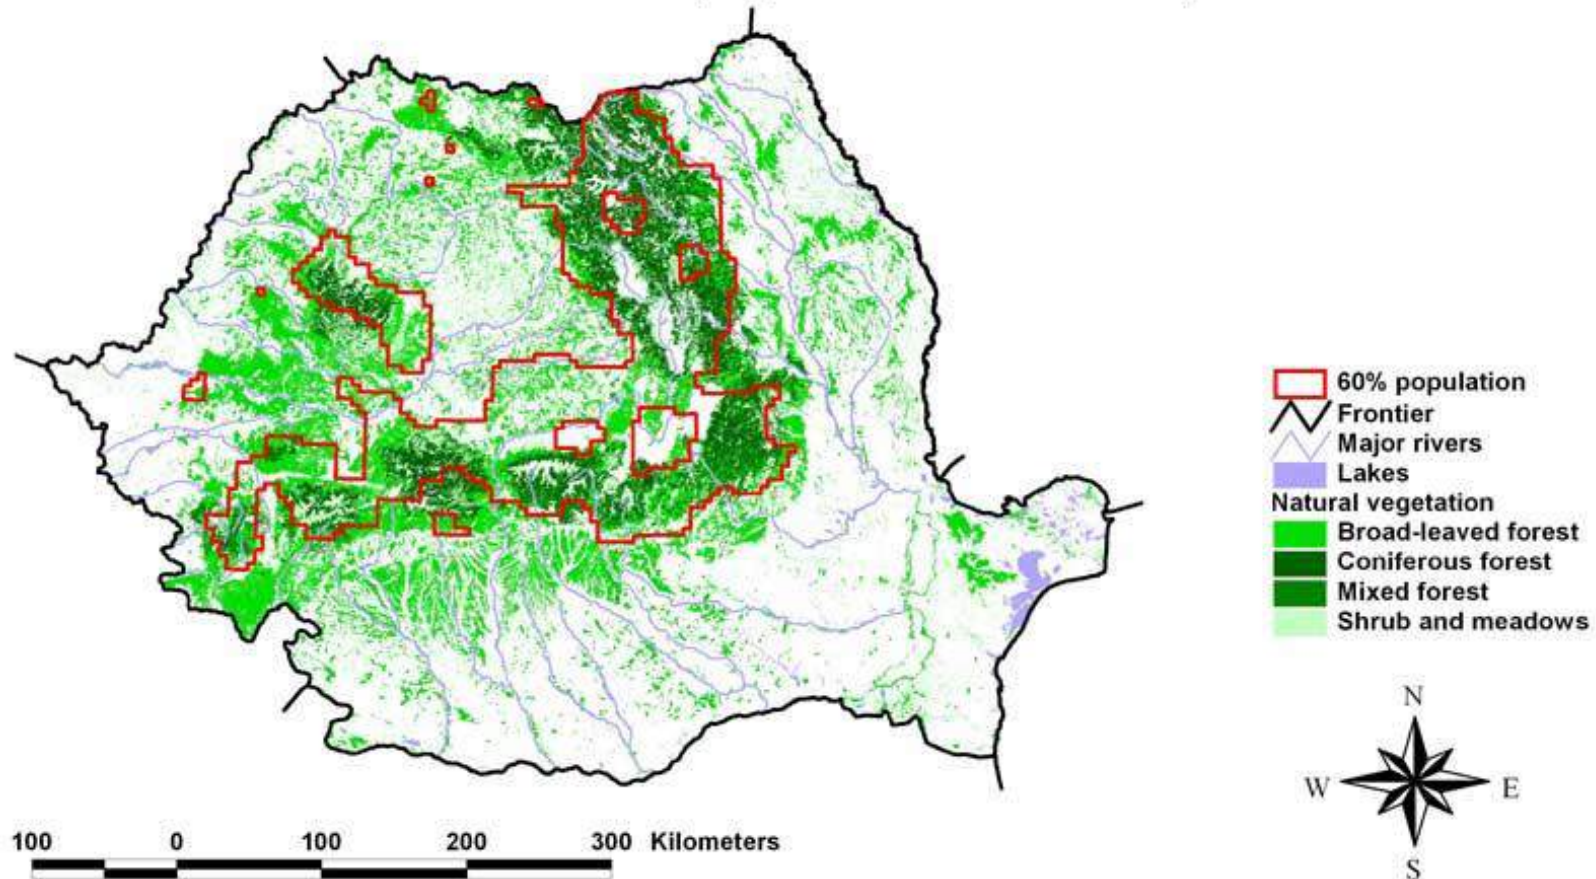 60% population
Frontier
Major rivers
Lakes
Natural vegetation
Broad-leaved forest
Coniferous forest
Mixed forest
Shrub and meadows
N
W E
S
100 0 100 200 300 Kilometers